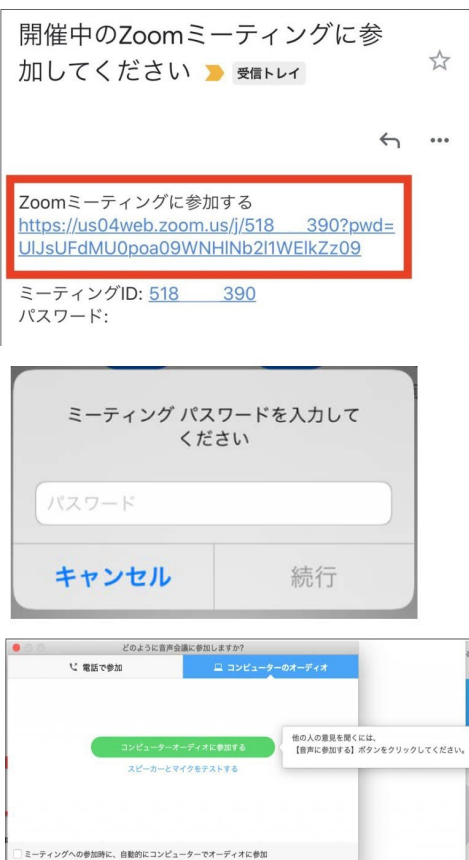 開催中のZoomミーティングに参
加してください 受信トレイ
Zoomミーティングに参加する
https://us04web.zoom.us/j/518 390?pwd=
UlJsUFdMU0poa09WNHlNb2l1WElkZz09
ミーティングID: 518 390
パスワード:
ミーティング パスワードを入力して
ください
パスワード
キャンセル 続行
どのように音声会議に参加しますか?
電話で参加 コンピューターのオーディオ
コンピューターオーディオに参加する
他の人の意見を聞くには、
【音声に参加する】ボタンをクリックしてください。
スピーカーとマイクをテストする
ミーティングへの参加時に、自動的にコンピューターでオーディオに参加